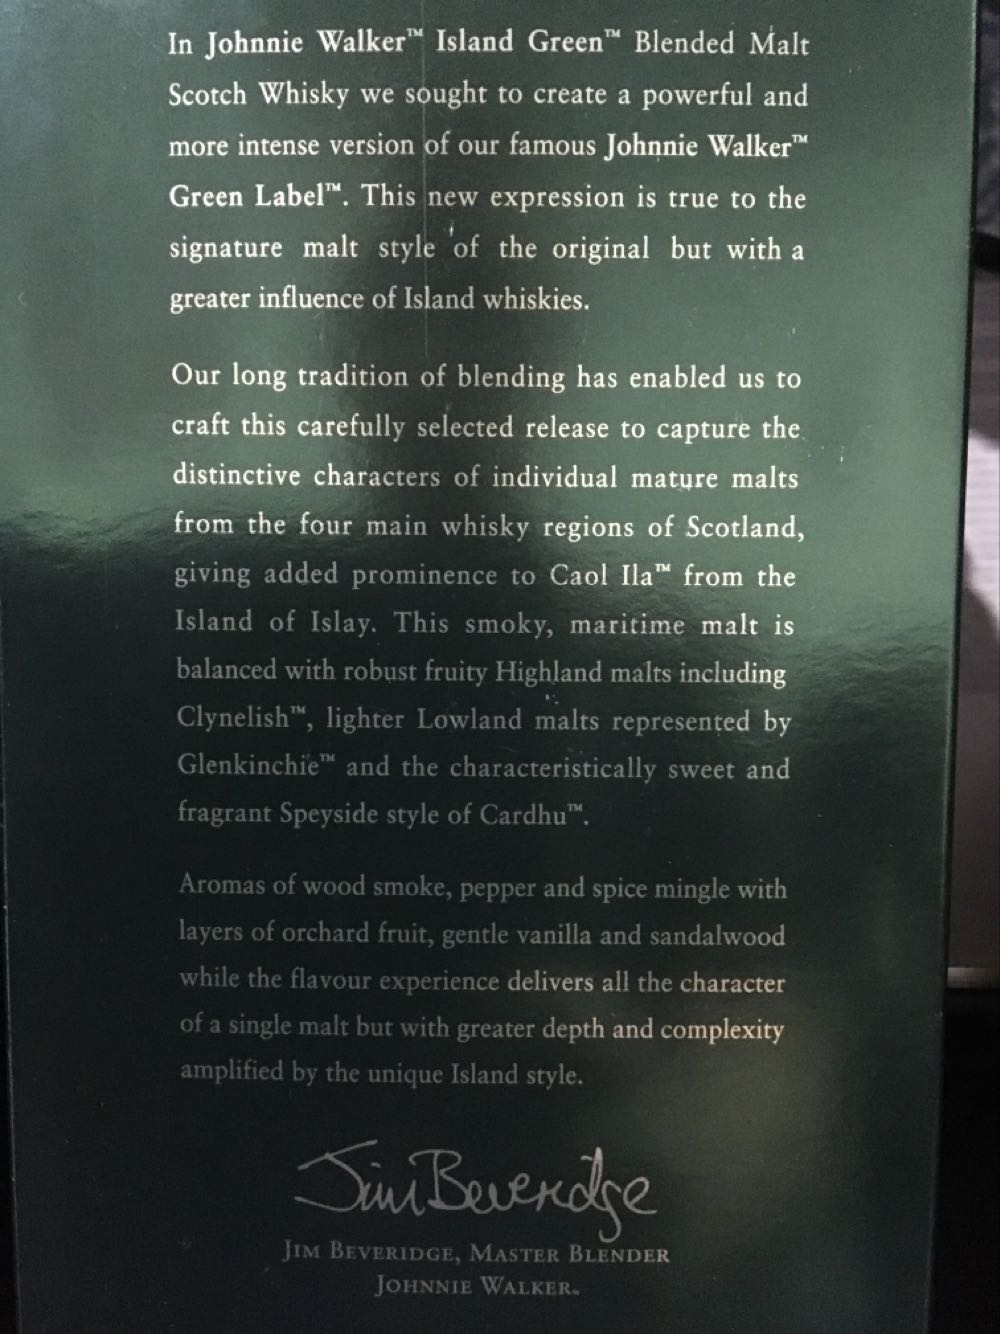 In Johnnie Walker™ Island Green™ Blended Malt
Scotch Whisky we sought to create a powerful and
more intense version of our famous Johnnie Walker™
Green Label™. This new expression is true to the
signature malt style of the original but with a
greater influence of Island whiskies.
Our long tradition of blending has enabled us to
craft this carefully selected release to capture the
distinctive characters of individual mature malts
from the four main whisky regions of Scotland,
giving added prominence to Caol Ila™ from the
Island of Islay. This smoky, maritime malt is
balanced with robust fruity Highland malts including
Clynelish™, lighter Lowland malts represented by
Glenkinchie™ and the characteristically sweet and
fragrant Speyside style of Cardhu™.
Aromas of wood smoke, pepper and spice mingle with
layers of orchard fruit, gentle vanilla and sandalwood
while the flavour experience delivers all the character
of a single malt but with greater depth and complexity
amplified by the unique Island style.
Jim Beveridge
Jim Beveridge, Master Blender
Johnnie Walker™